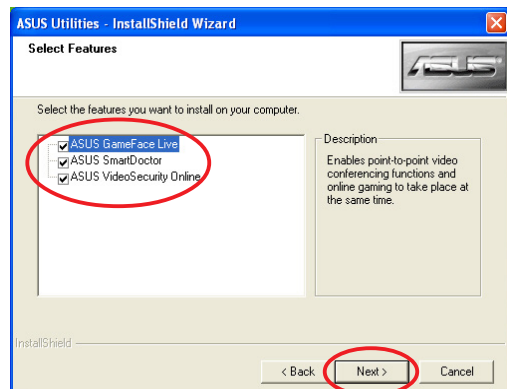 ASUS Utilities - InstallShield Wizard
Select Features
ASUS
Select the features you want to install on your computer.
ASUS GameFace Live
ASUS SmartDoctor
ASUS VideoSecurity Online
Description
Enables point-to-point video
conferencing functions and
online gaming to take place at
the same time.
InstallShield
< Back
Next >
Cancel